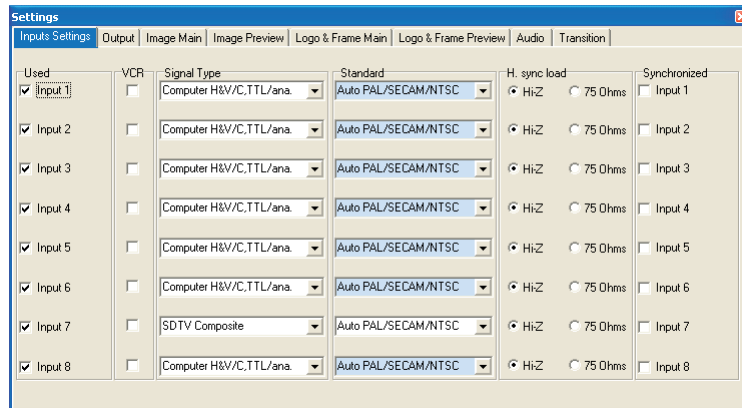 Settings
Inputs Settings Output Image Main Image Preview Logo & Frame Main Logo & Frame Preview Audio Transition
Used VCR Signal Type Standard H. sync load Synchronized
Input 1 Computer H&V/C,TTL/ana. Auto PAL/SECAM/NTSC Hi-Z 75 Ohms Input 1
Input 2 Computer H&V/C,TTL/ana. Auto PAL/SECAM/NTSC Hi-Z 75 Ohms Input 2
Input 3 Computer H&V/C,TTL/ana. Auto PAL/SECAM/NTSC Hi-Z 75 Ohms Input 3
Input 4 Computer H&V/C,TTL/ana. Auto PAL/SECAM/NTSC Hi-Z 75 Ohms Input 4
Input 5 Computer H&V/C,TTL/ana. Auto PAL/SECAM/NTSC Hi-Z 75 Ohms Input 5
Input 6 Computer H&V/C,TTL/ana. Auto PAL/SECAM/NTSC Hi-Z 75 Ohms Input 6
Input 7 SDTV Composite Auto PAL/SECAM/NTSC Hi-Z 75 Ohms Input 7
Input 8 Computer H&V/C,TTL/ana. Auto PAL/SECAM/NTSC Hi-Z 75 Ohms Input 8